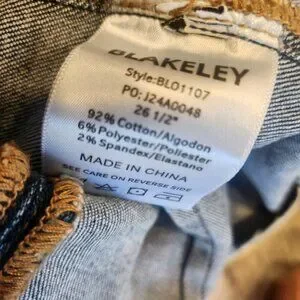 BLAKELEY
Style:BL01107
PO:J24A0048
26 1/2"
92% Cotton/Algodon
6% Polyester/Poliester
2% Spandex/Elastano
MADE IN CHINA
SEE CARE ON REVERSE SIDE